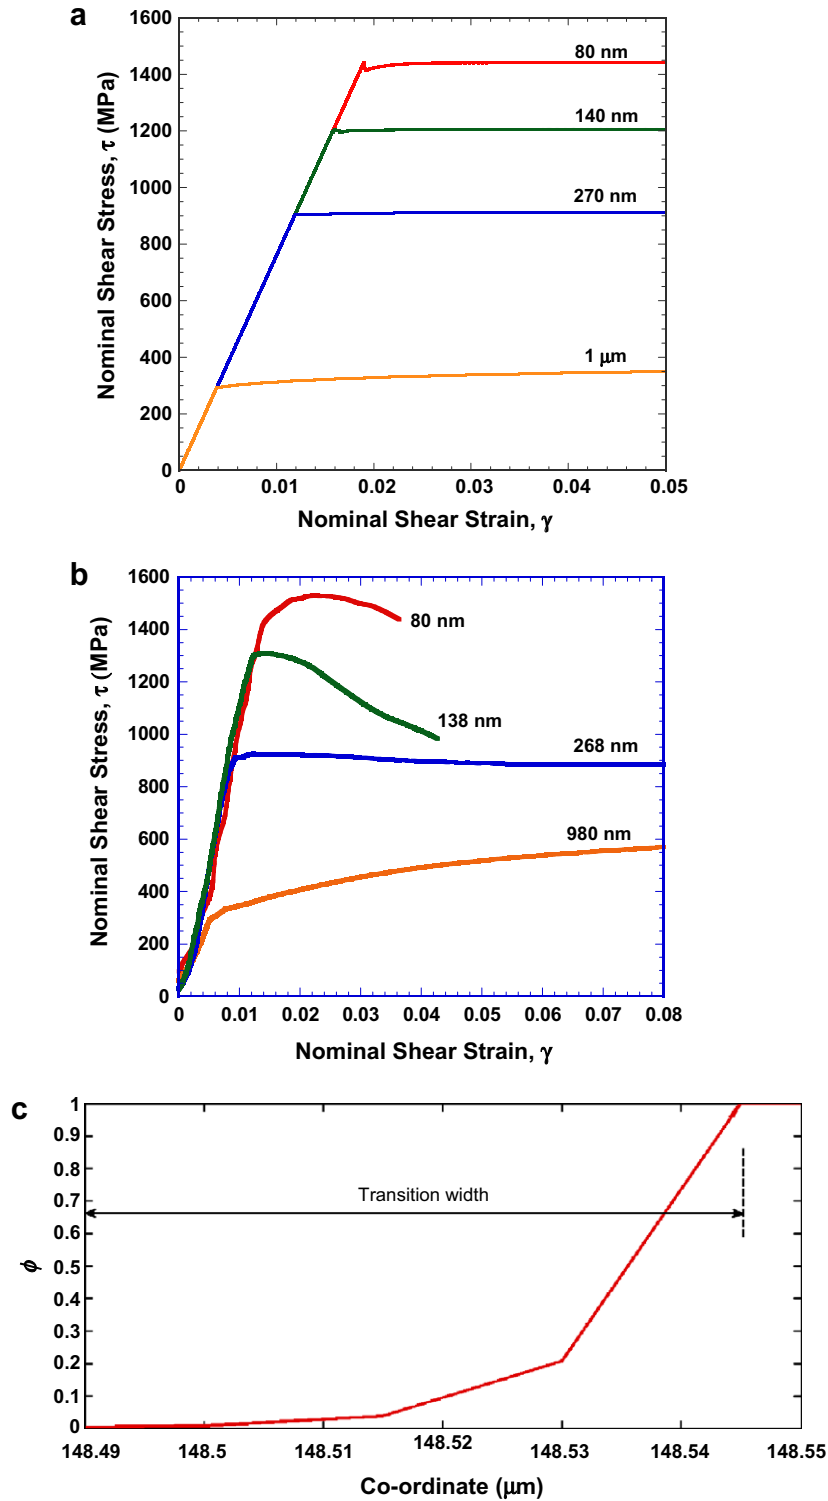 a
1600
1400
1200
1000
800
600
400
200
0
Nominal Shear Stress, τ (MPa)
80 nm
140 nm
270 nm
1 μm
0 0.01 0.02 0.03 0.04 0.05
Nominal Shear Strain, γ
b
1600
1400
1200
1000
800
600
400
200
0
Nominal Shear Stress, τ (MPa)
80 nm
138 nm
268 nm
980 nm
0 0.01 0.02 0.03 0.04 0.05 0.06 0.07 0.08
Nominal Shear Strain, γ
c
1
0.9
0.8
0.7
0.6
0.5
0.4
0.3
0.2
0.1
0
ϕ
Transition width
148.49 148.5 148.51 148.52 148.53 148.54 148.55
Co-ordinate (μm)